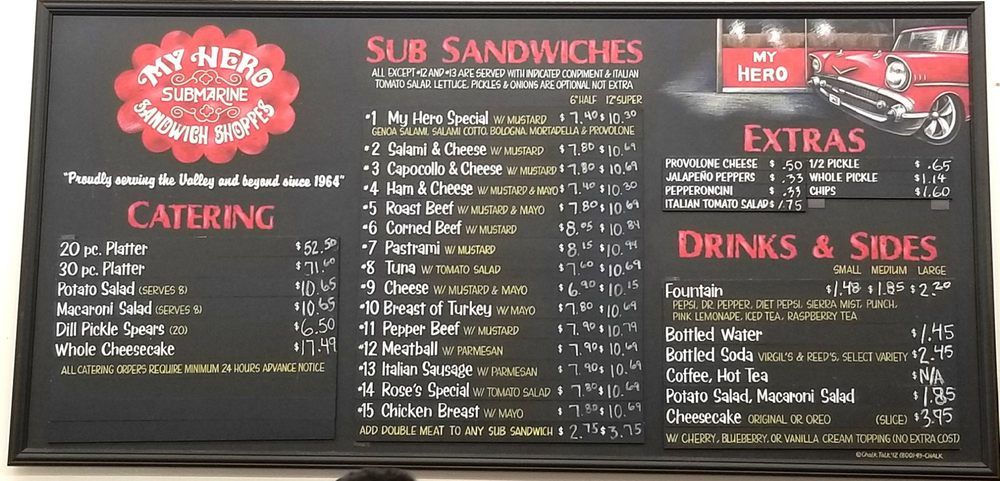 MY HERO
SUBMARINE
SANDWICH SHOPPES
"Proudly serving the Valley and beyond since 1964"
CATERING
20 pc. Platter $52.50
30 pc. Platter $71.60
Potato Salad (SERVES 8) $10.65
Macaroni Salad (SERVES 8) $10.65
Dill Pickle Spears (20) $6.50
Whole Cheesecake $17.49
ALL CATERING ORDERS REQUIRE MINIMUM 24 HOURS ADVANCE NOTICE
SUB SANDWICHES
ALL EXCEPT #12 AND #13 ARE SERVED WITH INDICATED CONDIMENT & ITALIAN
TOMATO SALAD. LETTUCE, PICKLES & ONIONS ARE OPTIONAL NOT EXTRA
6"HALF 12"SUPER
#1 My Hero Special W/ MUSTARD $7.40 $10.30
GENOA SALAMI, SALAMI COTTO, BOLOGNA, MORTADELLA & PROVOLONE
#2 Salami & Cheese W/ MUSTARD $7.80 $10.69
#3 Capocollo & Cheese W/ MUSTARD $7.80 $10.69
#4 Ham & Cheese W/ MUSTARD & MAYO $7.40 $10.30
#5 Roast Beef W/ MUSTARD & MAYO $7.80 $10.69
#6 Corned Beef W/ MUSTARD $8.05 $10.84
#7 Pastrami W/ MUSTARD $8.15 $10.94
#8 Tuna W/ TOMATO SALAD $7.60 $10.69
#9 Cheese W/ MUSTARD & MAYO $6.90 $10.15
#10 Breast of Turkey W/ MAYO $7.80 $10.69
#11 Pepper Beef W/ MUSTARD $7.90 $10.79
#12 Meatball W/ PARMESAN $7.90 $10.69
#13 Italian Sausage W/ PARMESAN $7.90 $10.69
#14 Rose's Special W/ TOMATO SALAD $7.80 $10.69
#15 Chicken Breast W/ MAYO $7.80 $10.69
ADD DOUBLE MEAT TO ANY SUB SANDWICH $2.75 $3.75
MY
HERO
EXTRAS
PROVOLONE CHEESE $.50 1/2 PICKLE $.65
JALAPEÑO PEPPERS $.33 WHOLE PICKLE $1.14
PEPPERONCINI $.33 CHIPS $1.60
ITALIAN TOMATO SALAD $1.75
DRINKS & SIDES
SMALL MEDIUM LARGE
Fountain $1.48 $1.85 $2.20
PEPSI, DR. PEPPER, DIET PEPSI, SIERRA MIST, PUNCH,
PINK LEMONADE, ICED TEA, RASPBERRY TEA
Bottled Water $1.45
Bottled Soda VIRGIL'S & REED'S, SELECT VARIETY $2.45
Coffee, Hot Tea $N/A
Potato Salad, Macaroni Salad $1.85
Cheesecake ORIGINAL OR OREO (SLICE) $3.95
W/ CHERRY, BLUEBERRY, OR VANILLA CREAM TOPPING (NO EXTRA COST)
©Chalk Talk '12 (800) 49-CHALK